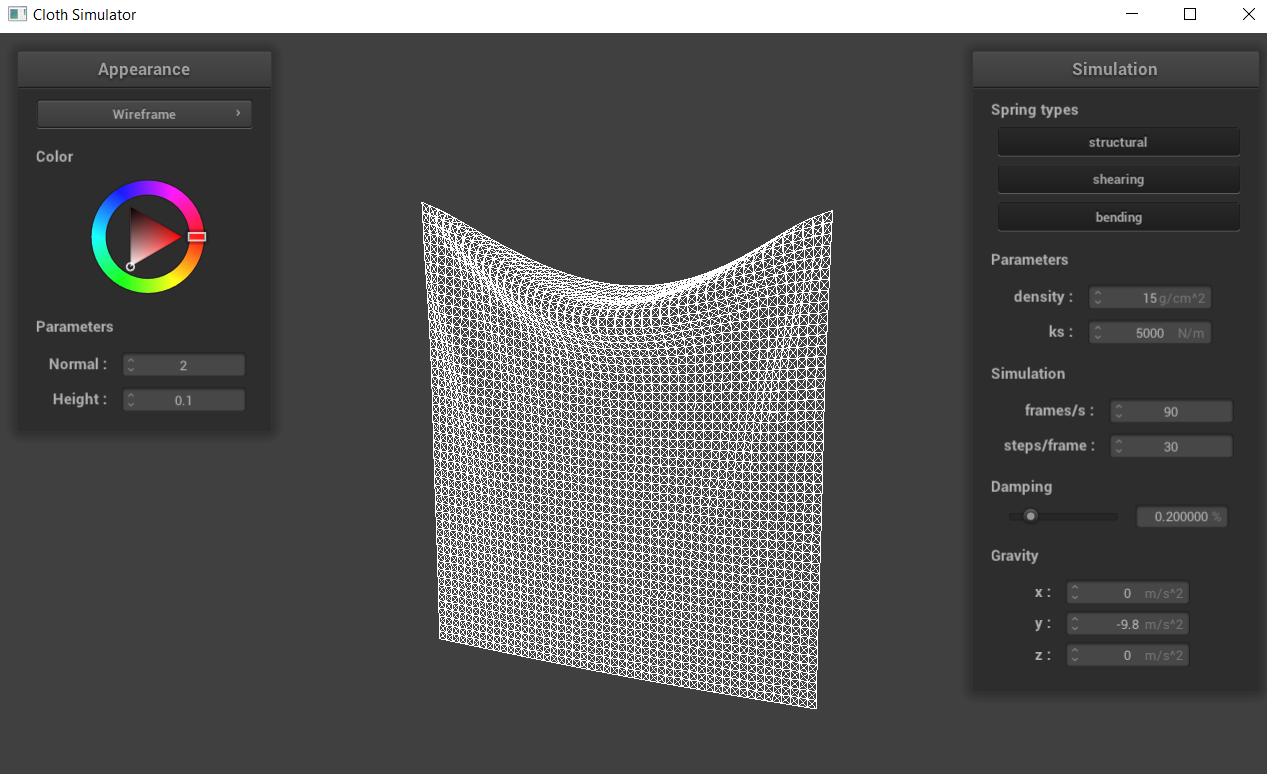 Cloth Simulator
Appearance
Wireframe
Color
Parameters
Normal : 2
Height : 0.1
Simulation
Spring types
structural
shearing
bending
Parameters
density : 15 g/cm^2
ks : 5000 N/m
Simulation
frames/s : 90
steps/frame : 30
Damping
0.200000 %
Gravity
x : 0 m/s^2
y : -9.8 m/s^2
z : 0 m/s^2